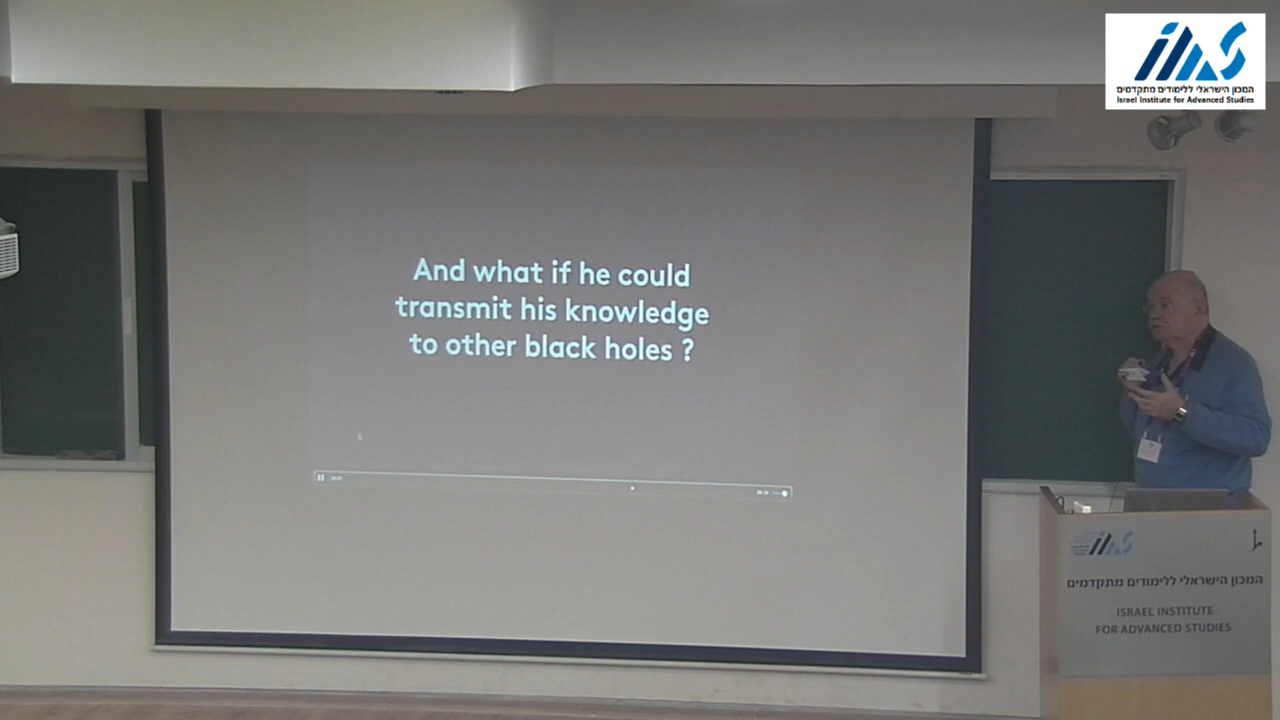 המכון הישראלי ללימודים מתקדמים
Israel Institute for Advanced Studies
And what if he could
transmit his knowledge
to other black holes ?
המכון הישראלי ללימודים מתקדמים
ISRAEL INSTITUTE
FOR ADVANCED STUDIES